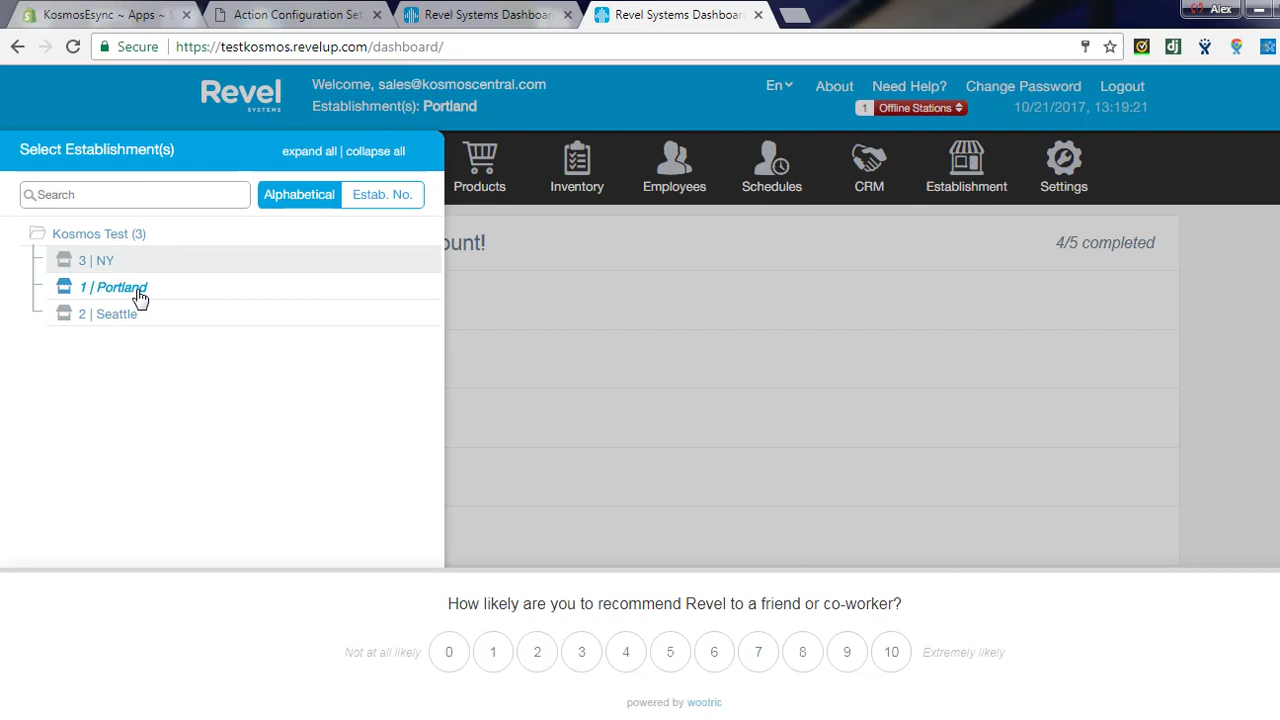 KosmosEsync ~ Apps ~
Action Configuration Set
Revel Systems Dashboa
Revel Systems Dashboa
Alex
Secure
https://testkosmos.revelup.com/dashboard/
dj
Revel
SYSTEMS
Welcome, sales@kosmoscentral.com
Establishment(s): Portland
En
About
Need Help?
Change Password
Logout
1 Offline Stations
10/21/2017, 13:19:21
Select Establishment(s)
expand all | collapse all
Search
Alphabetical
Estab. No.
Products
Inventory
Employees
Schedules
CRM
Establishment
Settings
Kosmos Test (3)
3 | NY
1 | Portland
2 | Seattle
ount!
4/5 completed
How likely are you to recommend Revel to a friend or co-worker?
Not at all likely
0 1 2 3 4 5 6 7 8 9 10
Extremely likely
powered by wootric